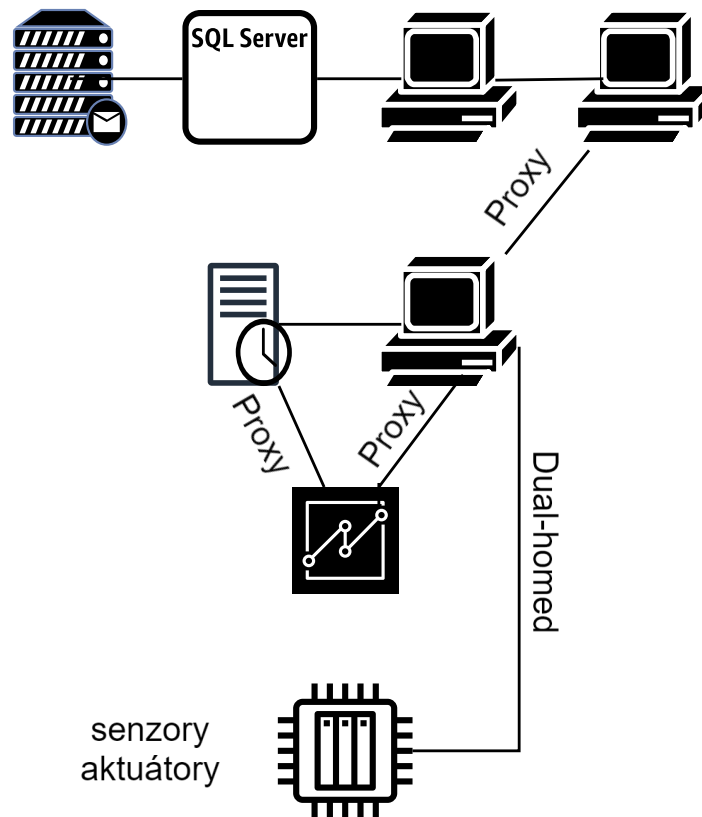 SQL Server
Proxy
Proxy
Proxy
Dual-homed
senzory
aktuátory